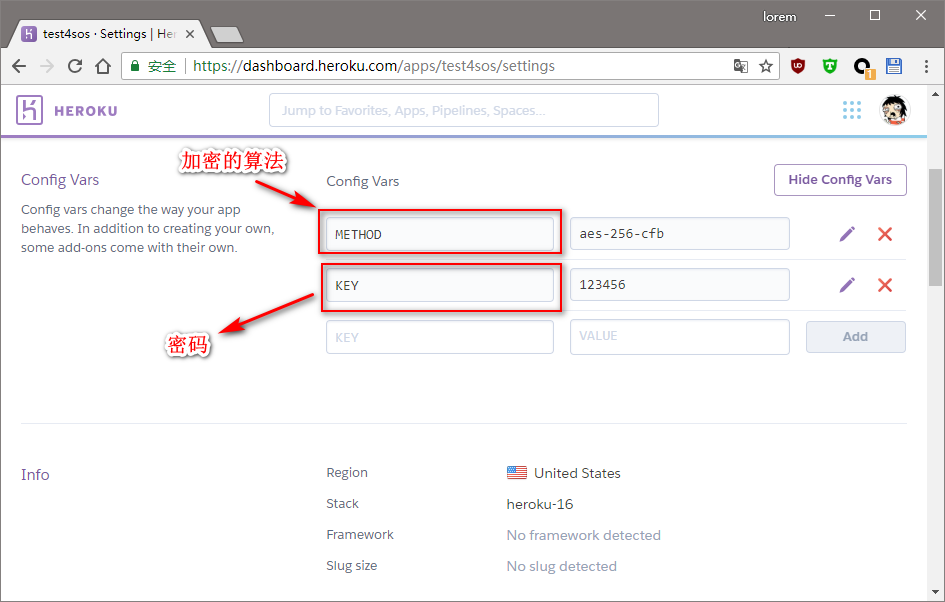 lorem
test4sos · Settings | Her
安全 https://dashboard.heroku.com/apps/test4sos/settings
1
HEROKU
Jump to Favorites, Apps, Pipelines, Spaces...
加密的算法
Config Vars
Config vars change the way your app
behaves. In addition to creating your own,
some add-ons come with their own.
Config Vars
Hide Config Vars
METHOD aes-256-cfb
KEY 123456
KEY VALUE Add
密码
Info
Region United States
Stack heroku-16
Framework No framework detected
Slug size No slug detected